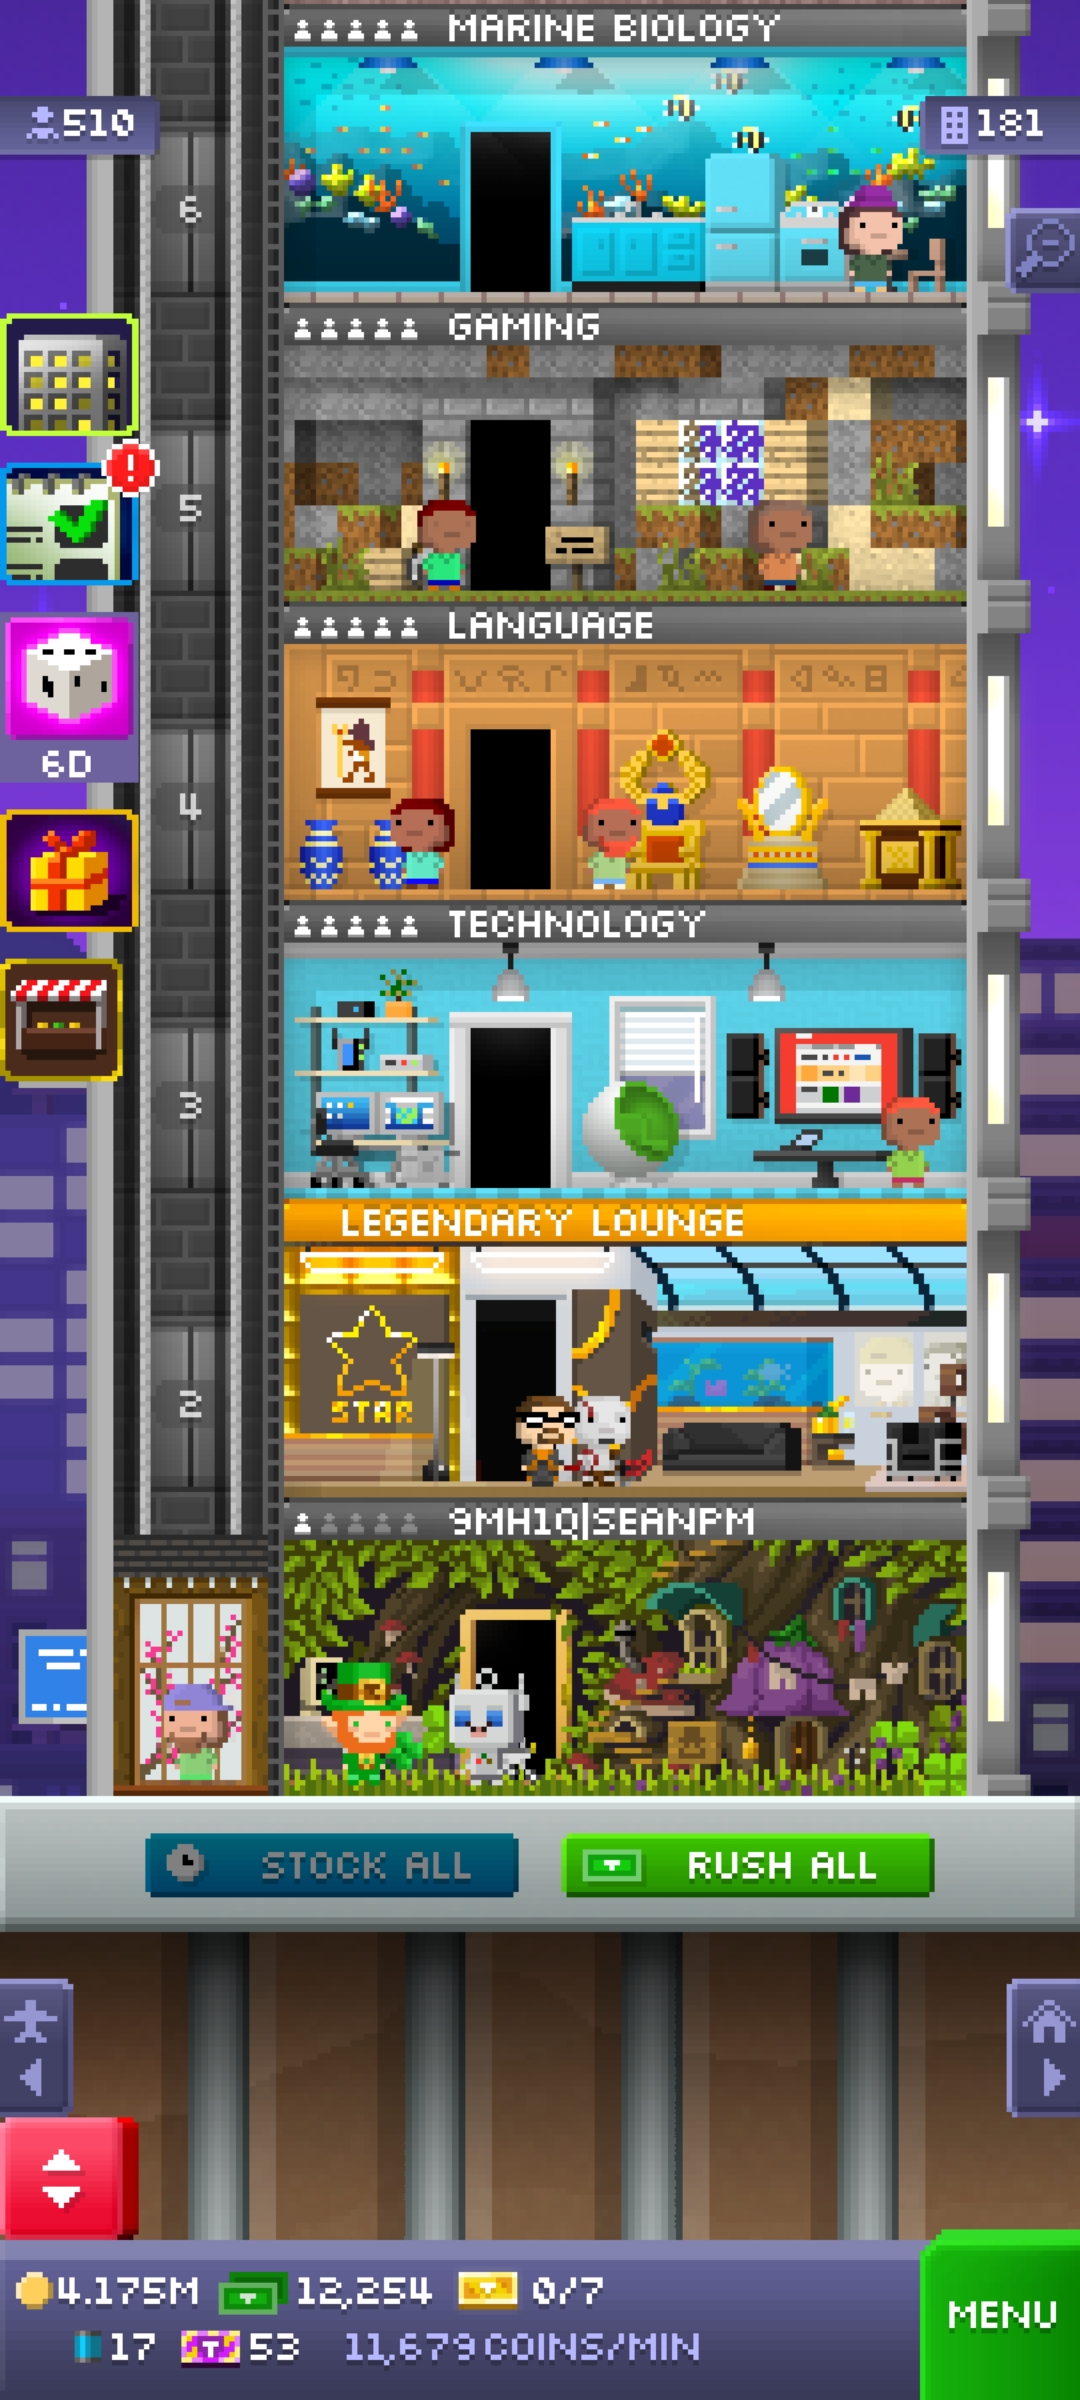 MARINE BIOLOGY
510
181
6
GAMING
5
LANGUAGE
6D
4
TECHNOLOGY
3
LEGENDARY LOUNGE
STAR
2
9MH1Q|SEANPM
STOCK ALL
RUSH ALL
4.175M
12,254
0/7
MENU
17
53
11,679 COINS/MIN